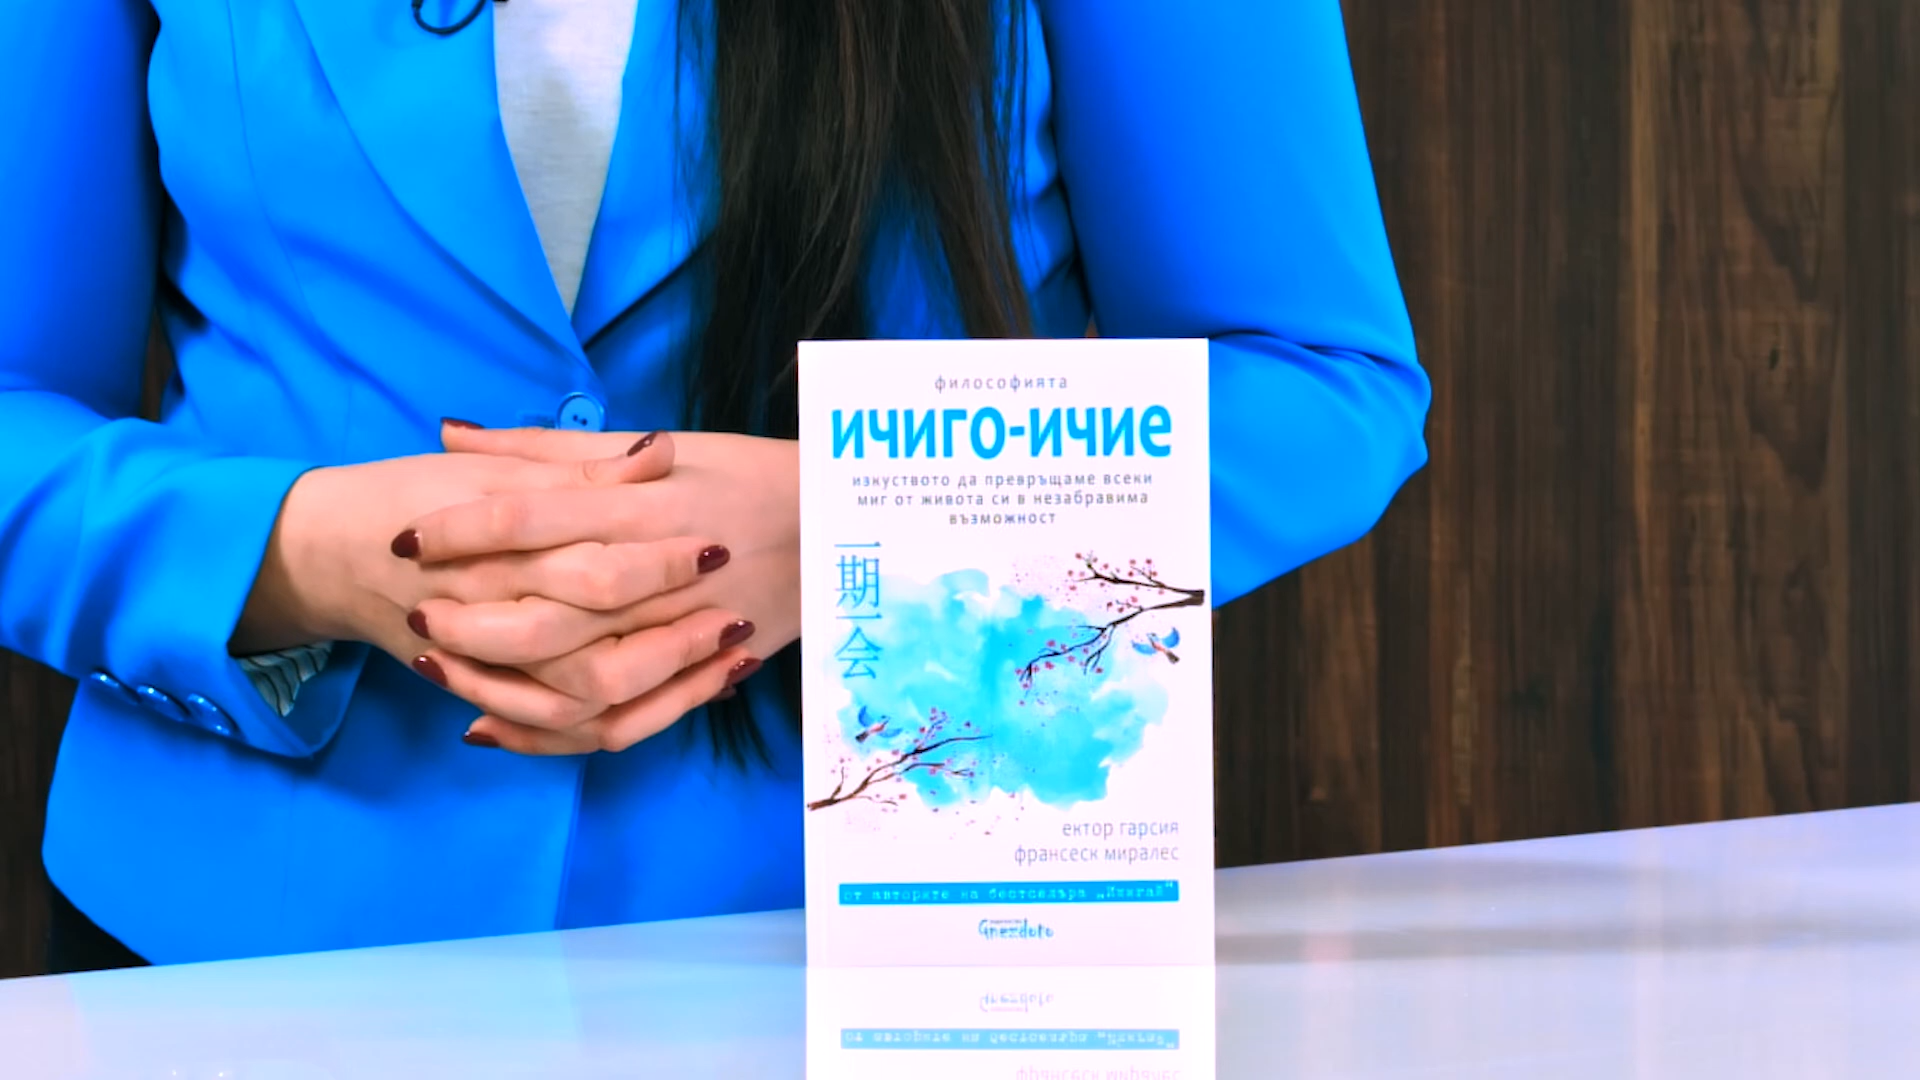 философията
ИЧИГО-ИЧИЕ
изкуството да превръщаме всеки
миг от живота си в незабравима
възможност
一期一会
ектор гарсия
франсеск миралес
от авторите на бестселъра „Икигай“
Gnezdoto